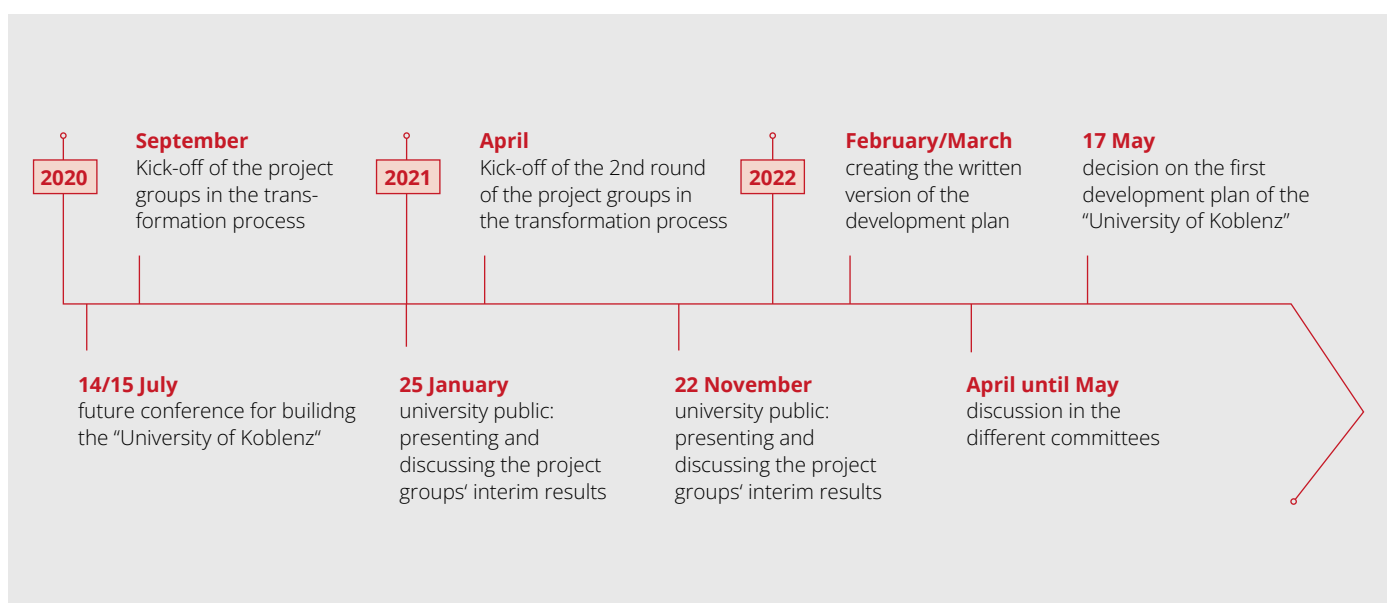 2020
September
Kick-off of the project
groups in the trans-
formation process
2021
April
Kick-off of the 2nd round
of the project groups in
the transformation process
2022
February/March
creating the written
version of the
development plan
17 May
decision on the first
development plan of the
“University of Koblenz”
14/15 July
future conference for builidng
the “University of Koblenz“
25 January
university public:
presenting and
discussing the project
groups‘ interim results
22 November
university public:
presenting and
discussing the project
groups‘ interim results
April until May
discussion in the
different committees